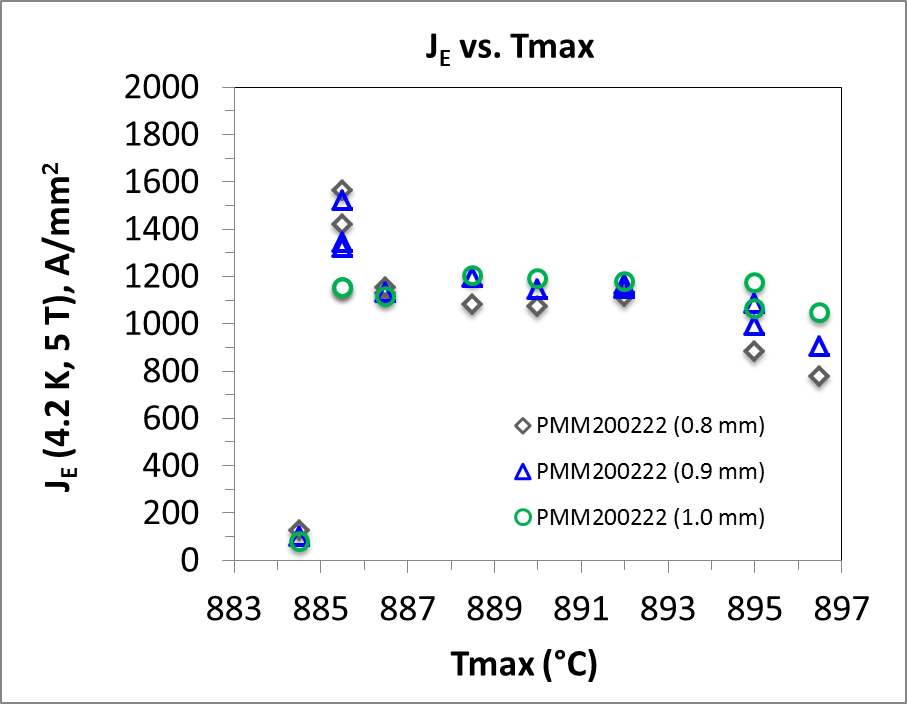 J_E vs. Tmax
J_E (4.2 K, 5 T), A/mm²
2000
1800
1600
1400
1200
1000
800
600
400
200
0
PMM200222 (0.8 mm)
PMM200222 (0.9 mm)
PMM200222 (1.0 mm)
883 885 887 889 891 893 895 897
Tmax (°C)